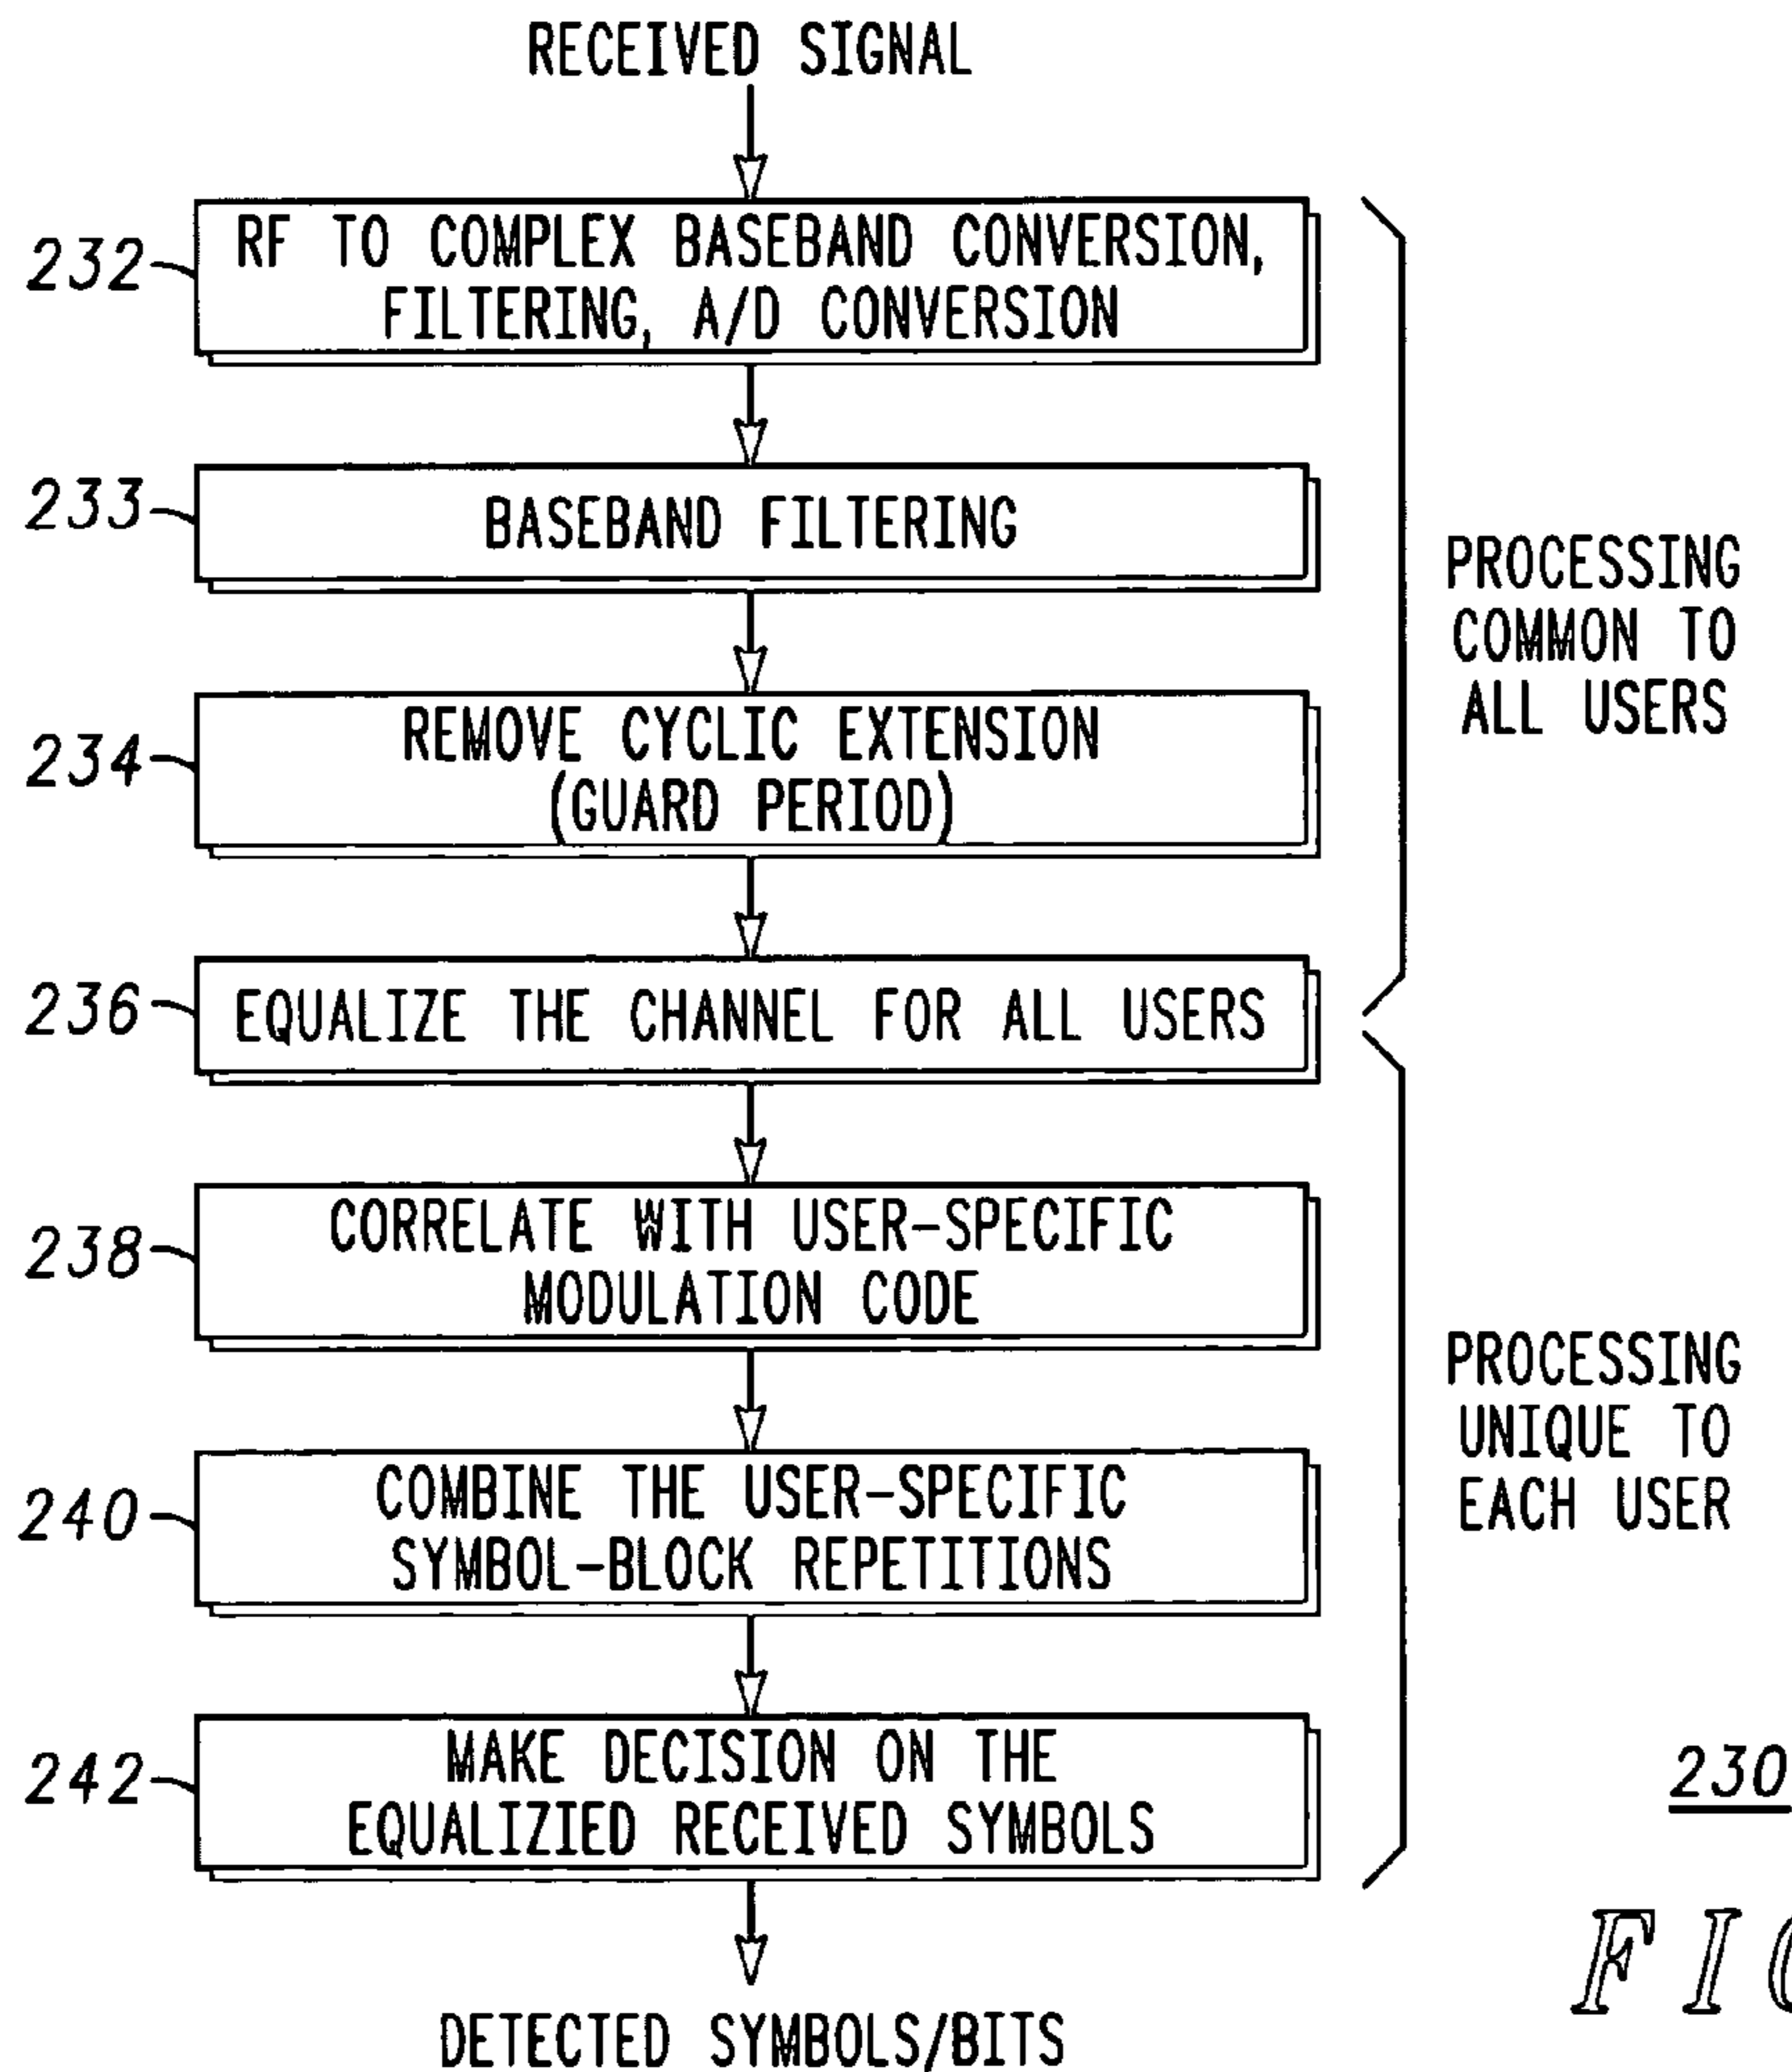 RECEIVED SIGNAL
232
RF TO COMPLEX BASEBAND CONVERSION,
FILTERING, A/D CONVERSION
233
BASEBAND FILTERING
234
REMOVE CYCLIC EXTENSION
(GUARD PERIOD)
236
EQUALIZE THE CHANNEL FOR ALL USERS
PROCESSING
COMMON TO
ALL USERS
238
CORRELATE WITH USER-SPECIFIC
MODULATION CODE
240
COMBINE THE USER-SPECIFIC
SYMBOL-BLOCK REPETITIONS
242
MAKE DECISION ON THE
EQUALIZIED RECEIVED SYMBOLS
PROCESSING
UNIQUE TO
EACH USER
DETECTED SYMBOLS/BITS
230